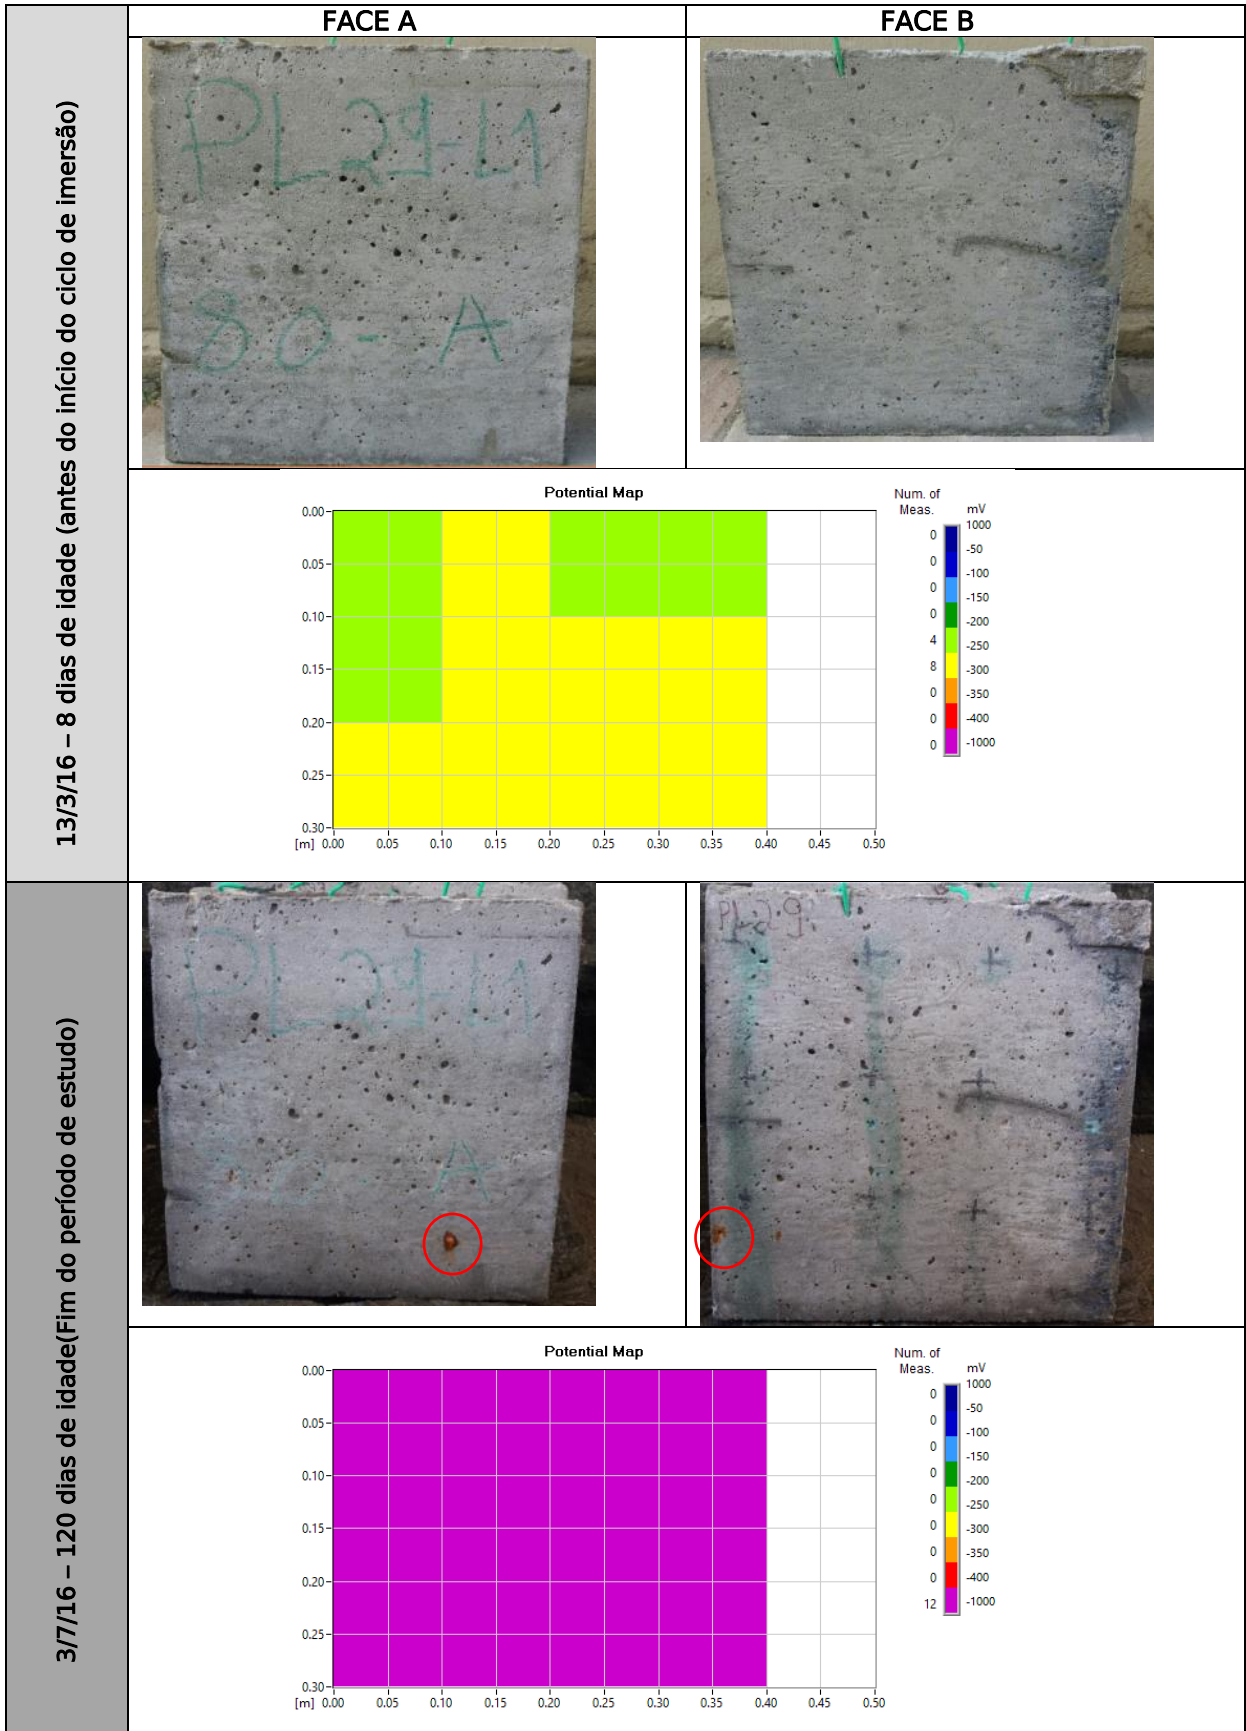 FACE A
FACE B
13/3/16 – 8 dias de idade (antes do início do ciclo de imersão)
PL29-L1
80-A
Potential Map
Num. of
Meas.
mV
0.00
0.05
0.10
0.15
0.20
0.25
0.30
[m] 0.00 0.05 0.10 0.15 0.20 0.25 0.30 0.35 0.40 0.45 0.50
1000
0
-50
0
-100
0
-150
0
-200
4
-250
8
-300
0
-350
0
-400
0
-1000
3/7/16 – 120 dias de idade(Fim do período de estudo)
PL29-L1
80-A
PL29
Potential Map
Num. of
Meas.
mV
0.00
0.05
0.10
0.15
0.20
0.25
0.30
[m] 0.00 0.05 0.10 0.15 0.20 0.25 0.30 0.35 0.40 0.45 0.50
1000
0
-50
0
-100
0
-150
0
-200
0
-250
0
-300
0
-350
0
-400
12
-1000